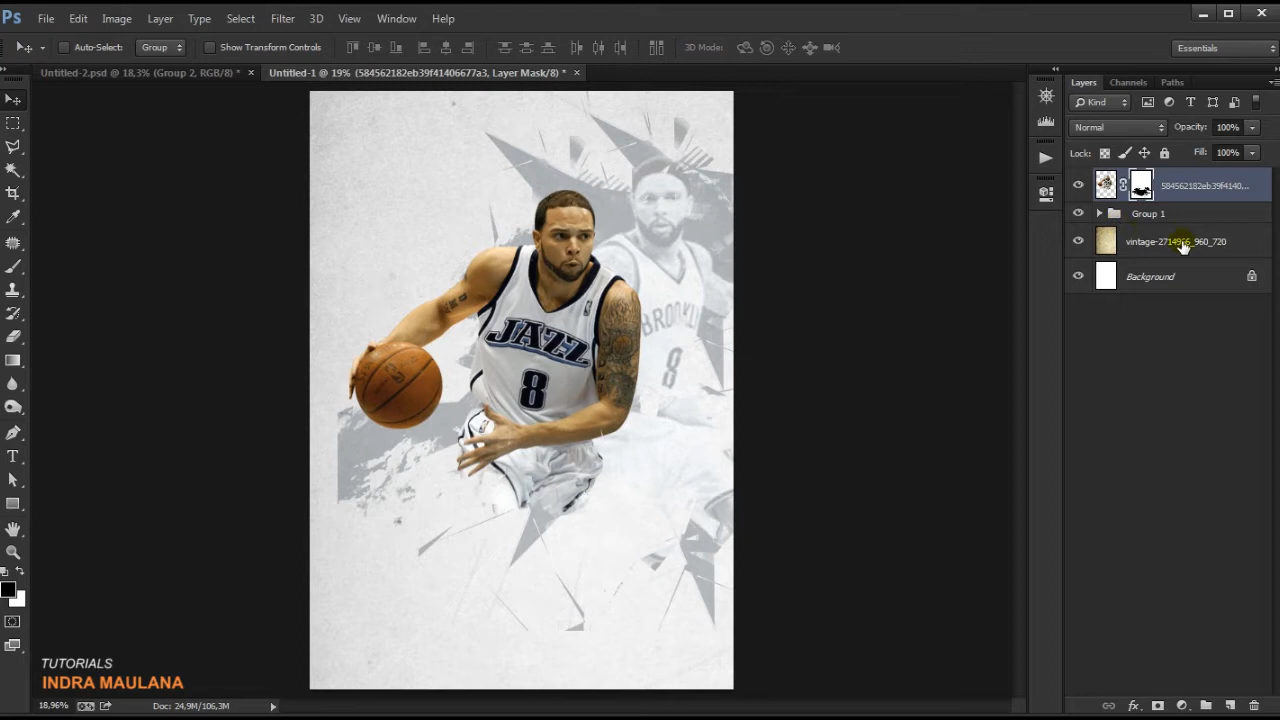 Ps File Edit Image Layer Type Select Filter 3D View Window Help
Auto-Select: Group Show Transform Controls 3D Mode: Essentials
Untitled-2.psd @ 18,3% (Group 2, RGB/8) * × Untitled-1 @ 19% (584562182eb39f41406677a3, Layer Mask/8) * ×
Layers Channels Paths
Kind
Normal Opacity: 100%
Lock: Fill: 100%
584562182eb39f4140...
Group 1
vintage-2714966_960_720
Background
BROOKLYN
8
JAZZ
8
TUTORIALS
INDRA MAULANA
18,96% Doc: 24,9M/106,3M